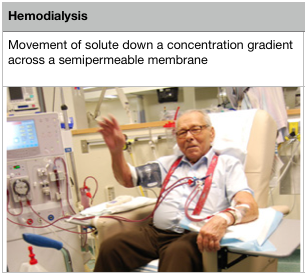 Hemodialysis
Movement of solute down a concentration gradient
across a semipermeable membrane